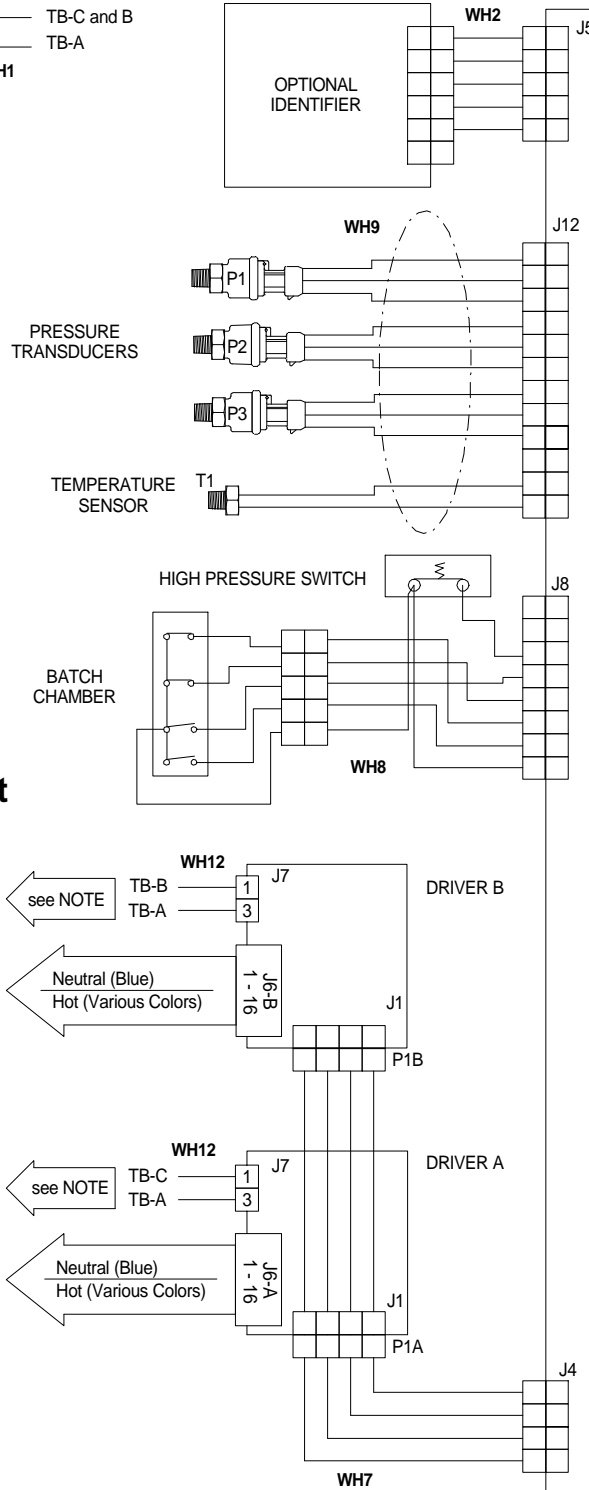 TB-C and B
TB-A
WH2
OPTIONAL
IDENTIFIER
WH9
J12
P1
PRESSURE
TRANSDUCERS
P2
P3
TEMPERATURE
SENSOR
T1
HIGH PRESSURE SWITCH
J8
BATCH
CHAMBER
WH8
WH12
J7
see NOTE
TB-B
1
TB-A
3
DRIVER B
Neutral (Blue)
Hot (Various Colors)
J6-B
1 - 16
J1
P1B
WH12
J7
see NOTE
TB-C
1
TB-A
3
DRIVER A
Neutral (Blue)
Hot (Various Colors)
J6-A
1 - 16
J1
P1A
J4
WH7